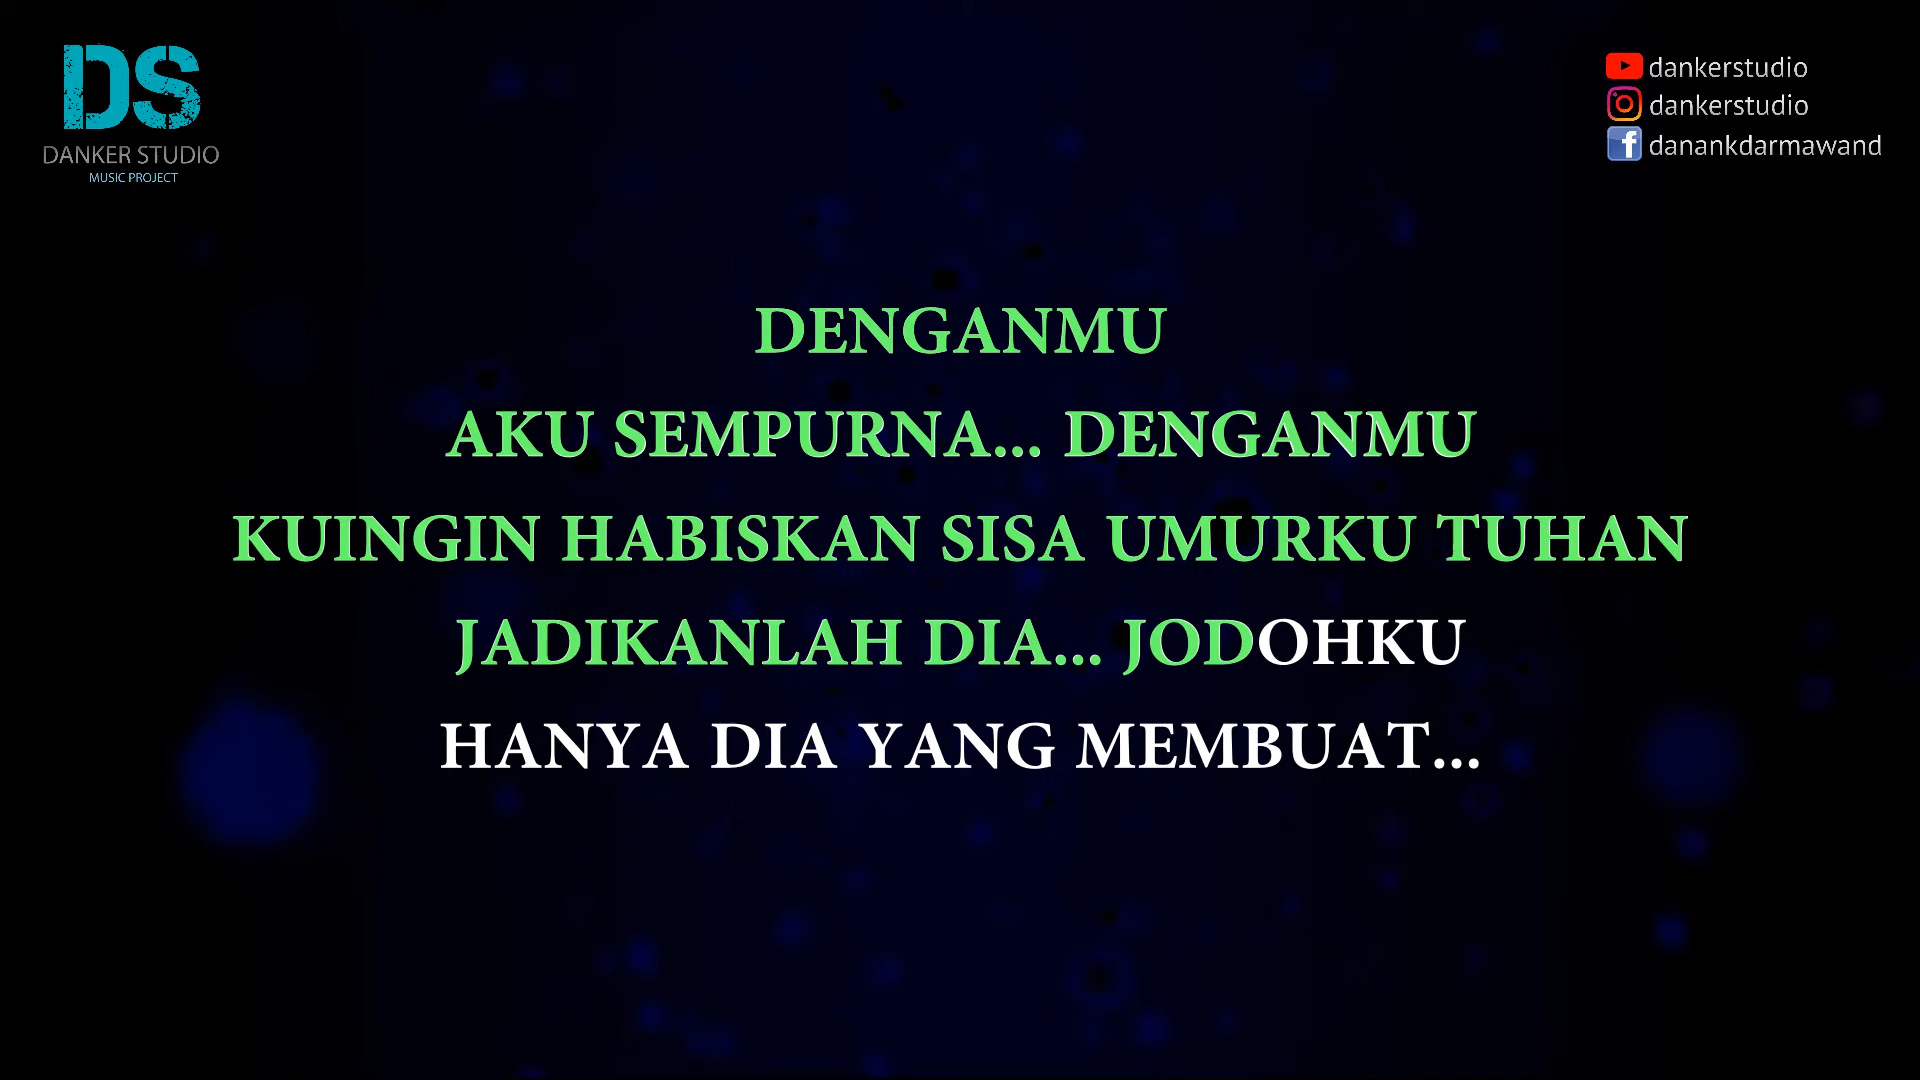 DS
DANKER STUDIO
MUSIC PROJECT
dankerstudio
dankerstudio
danankdarmawand
DENGANMU
AKU SEMPURNA... DENGANMU
KUINGIN HABISKAN SISA UMURKU TUHAN
JADIKANLAH DIA... JODOHKU
HANYA DIA YANG MEMBUAT...